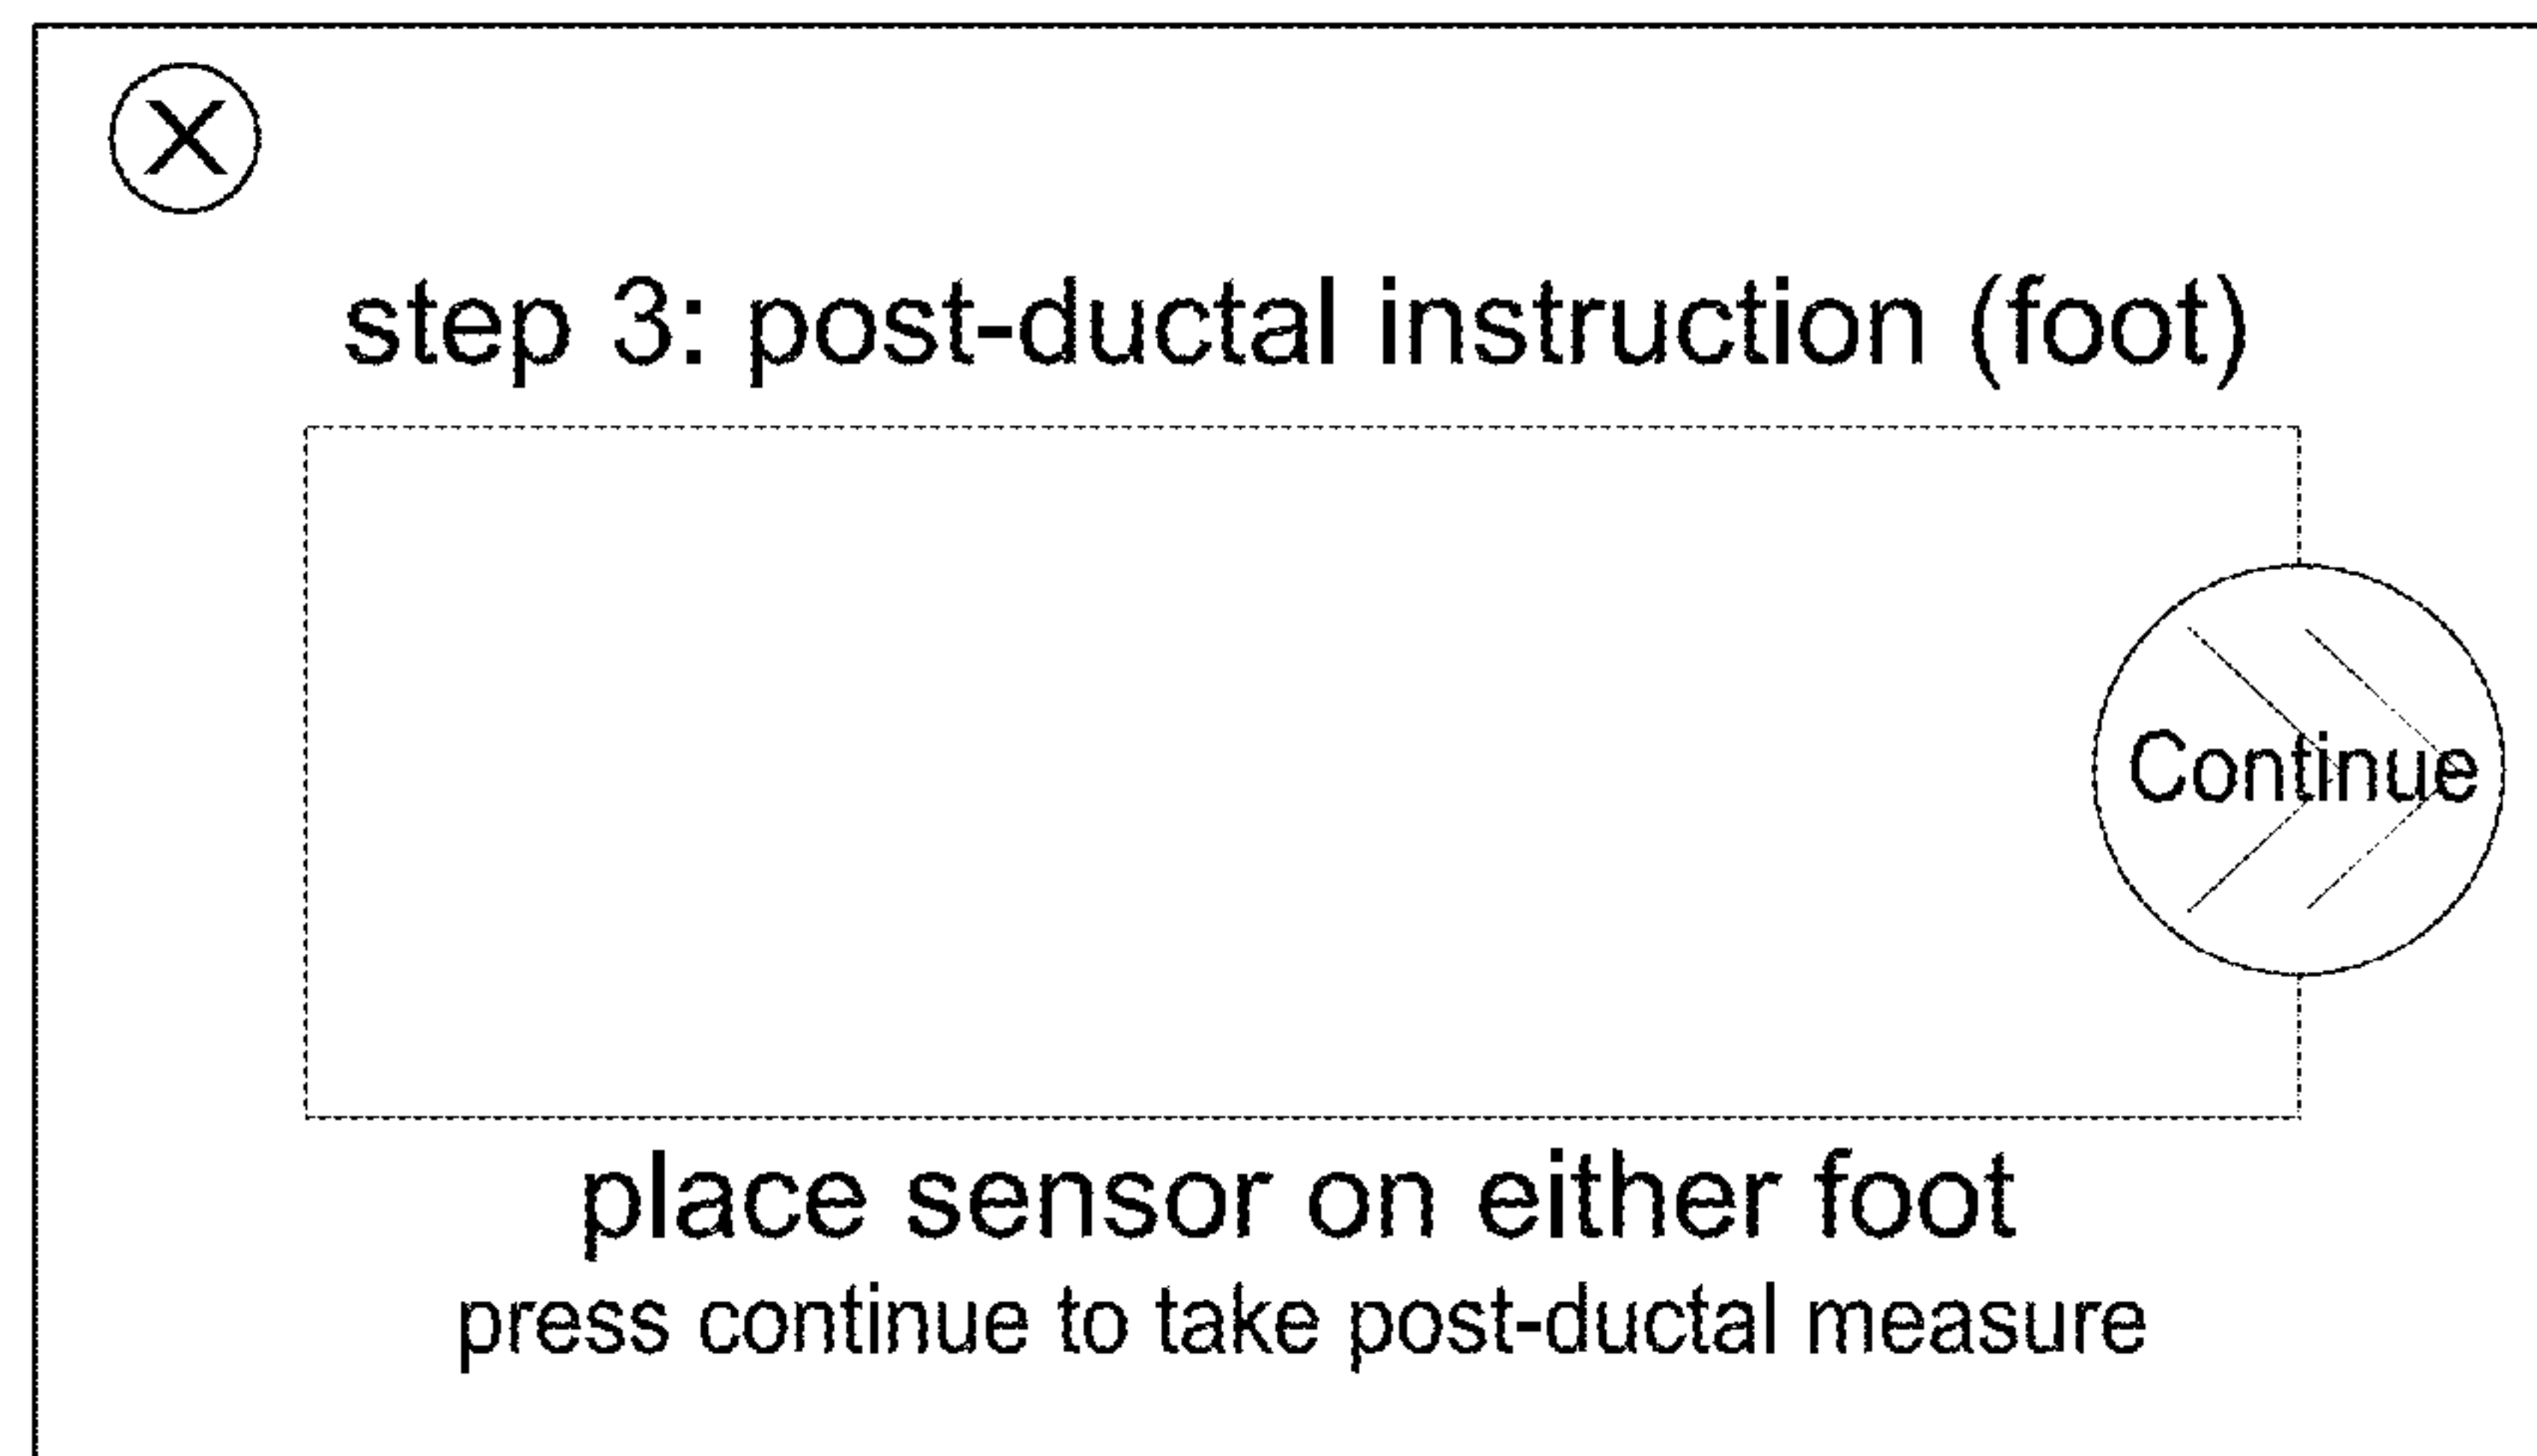 X
step 3: post-ductal instruction (foot)
Continue
place sensor on either foot
press continue to take post-ductal measure